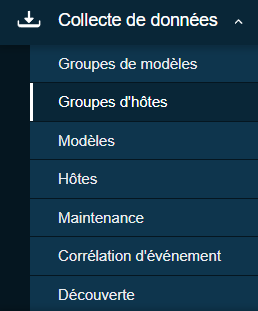 Collecte de données
Groupes de modèles
Groupes d'hôtes
Modèles
Hôtes
Maintenance
Corrélation d'événement
Découverte